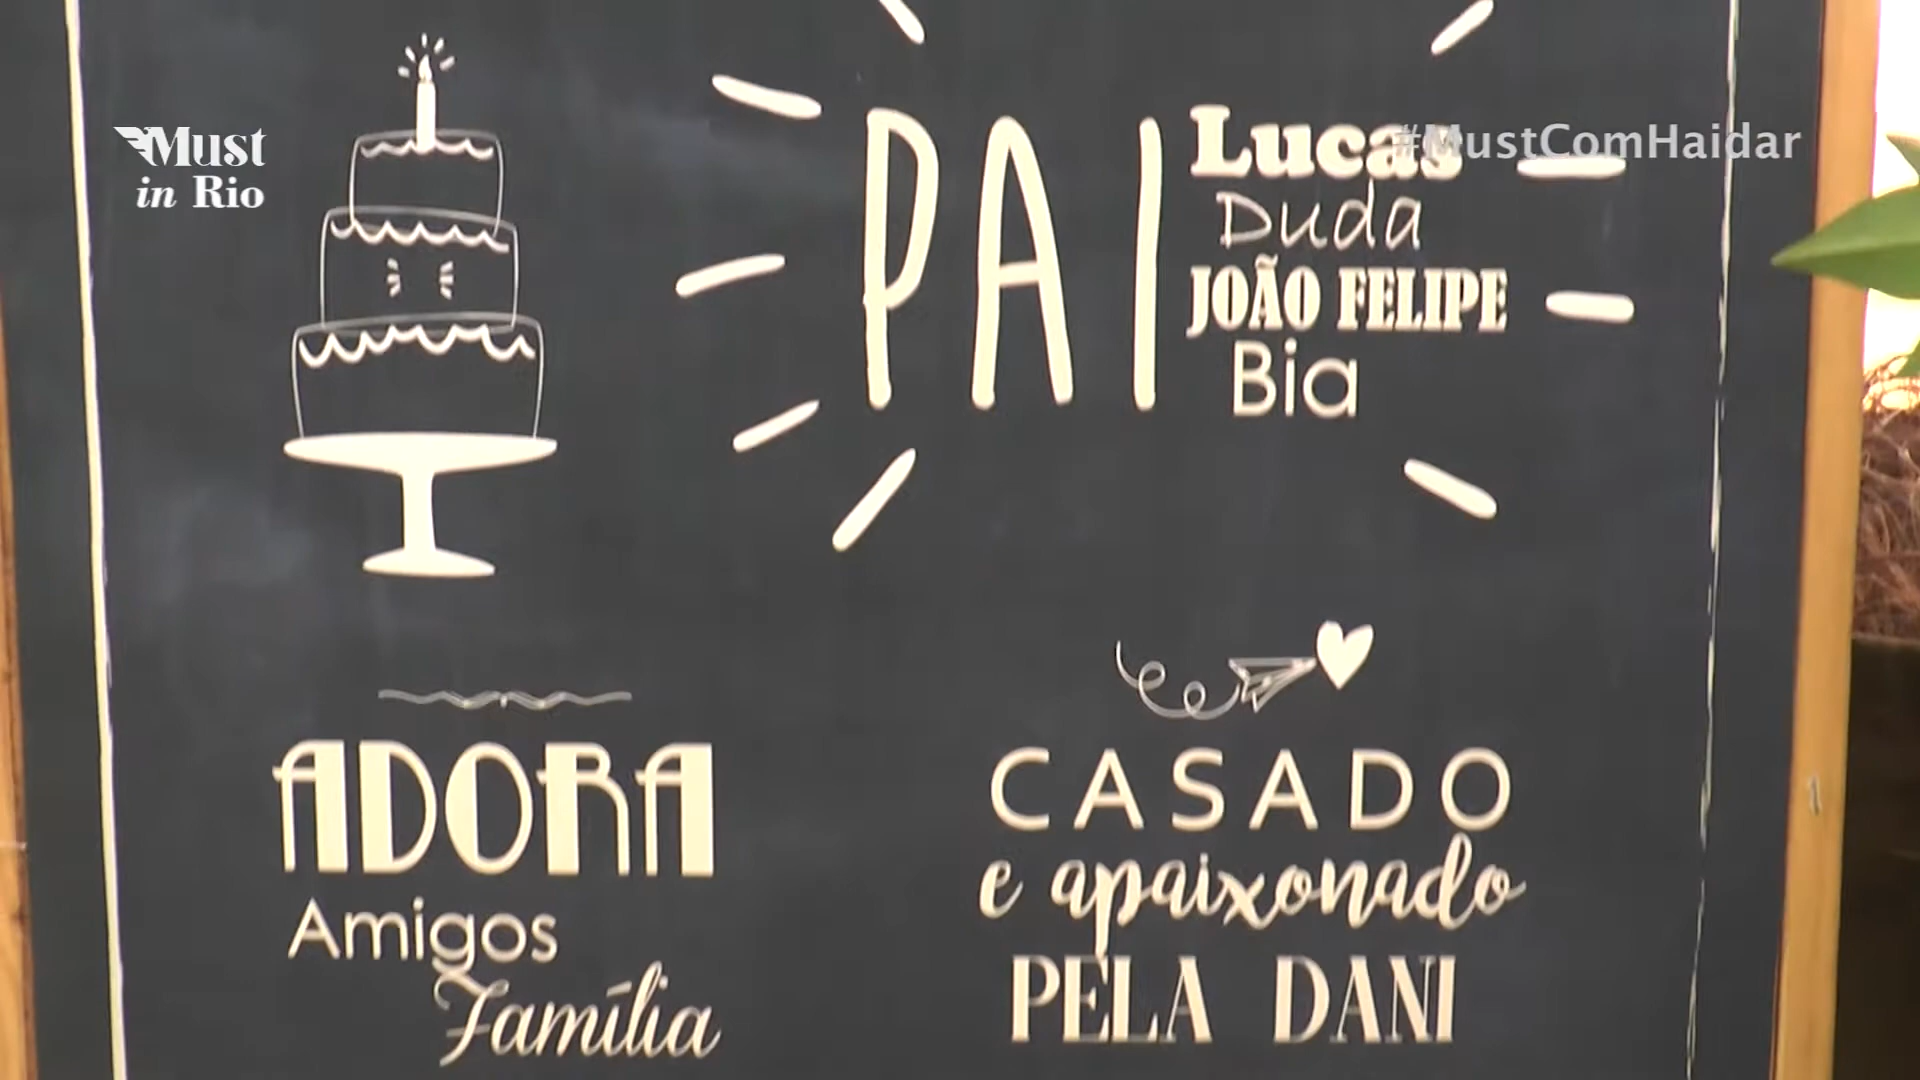 Must
in Rio
#MustComHaidar
PAI
Lucas
Duda
JOÃO FELIPE
Bia
ADORA
Amigos
Família
CASADO
e apaixonado
PELA DANI